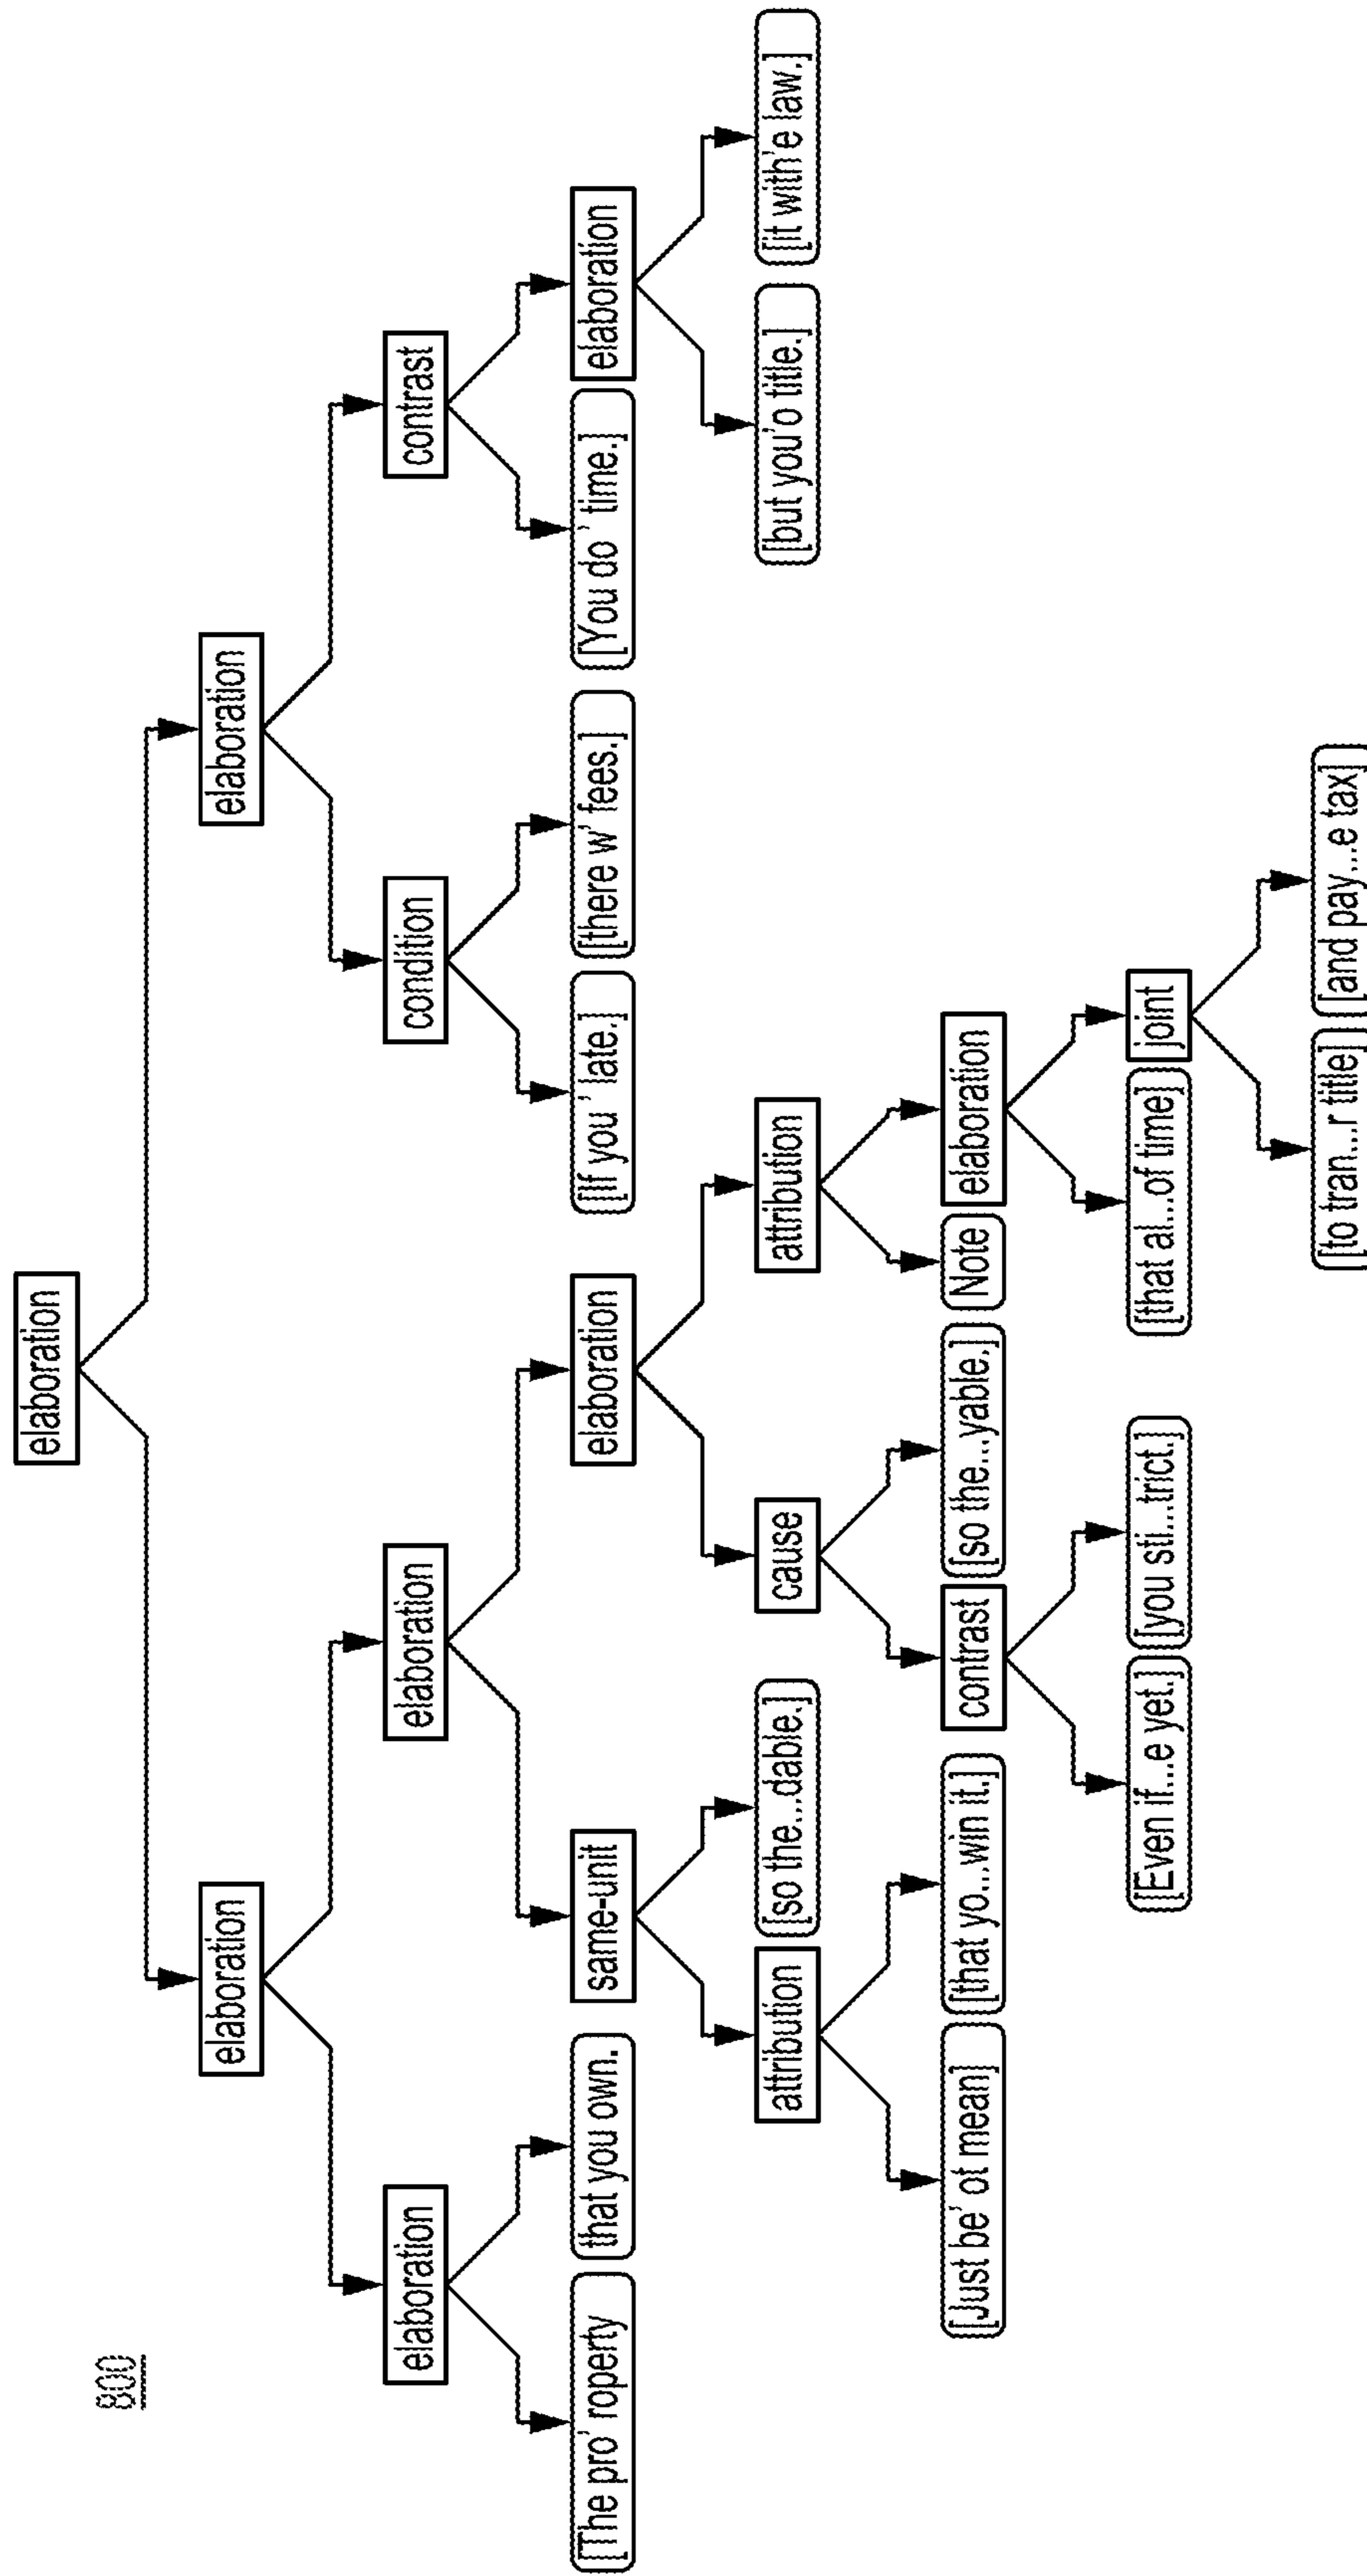 800
elaboration
elaboration
elaboration
elaboration
elaboration
condition
contrast
[The pro' roperty
that you own.
same-unit
elaboration
[If you ' late.]
[there w' fees.]
[You do ' time.]
elaboration
attribution
[so the...dable.]
cause
attribution
[but you'o title.]
[it with'e law.]
[Just be' ot mean]
[that yo...win it.]
contrast
[so the...yable.]
Note
elaboration
[Even if...e yet.]
[you sti...trict.]
[that al...of time]
joint
[to tran...r title]
[and pay...e tax]